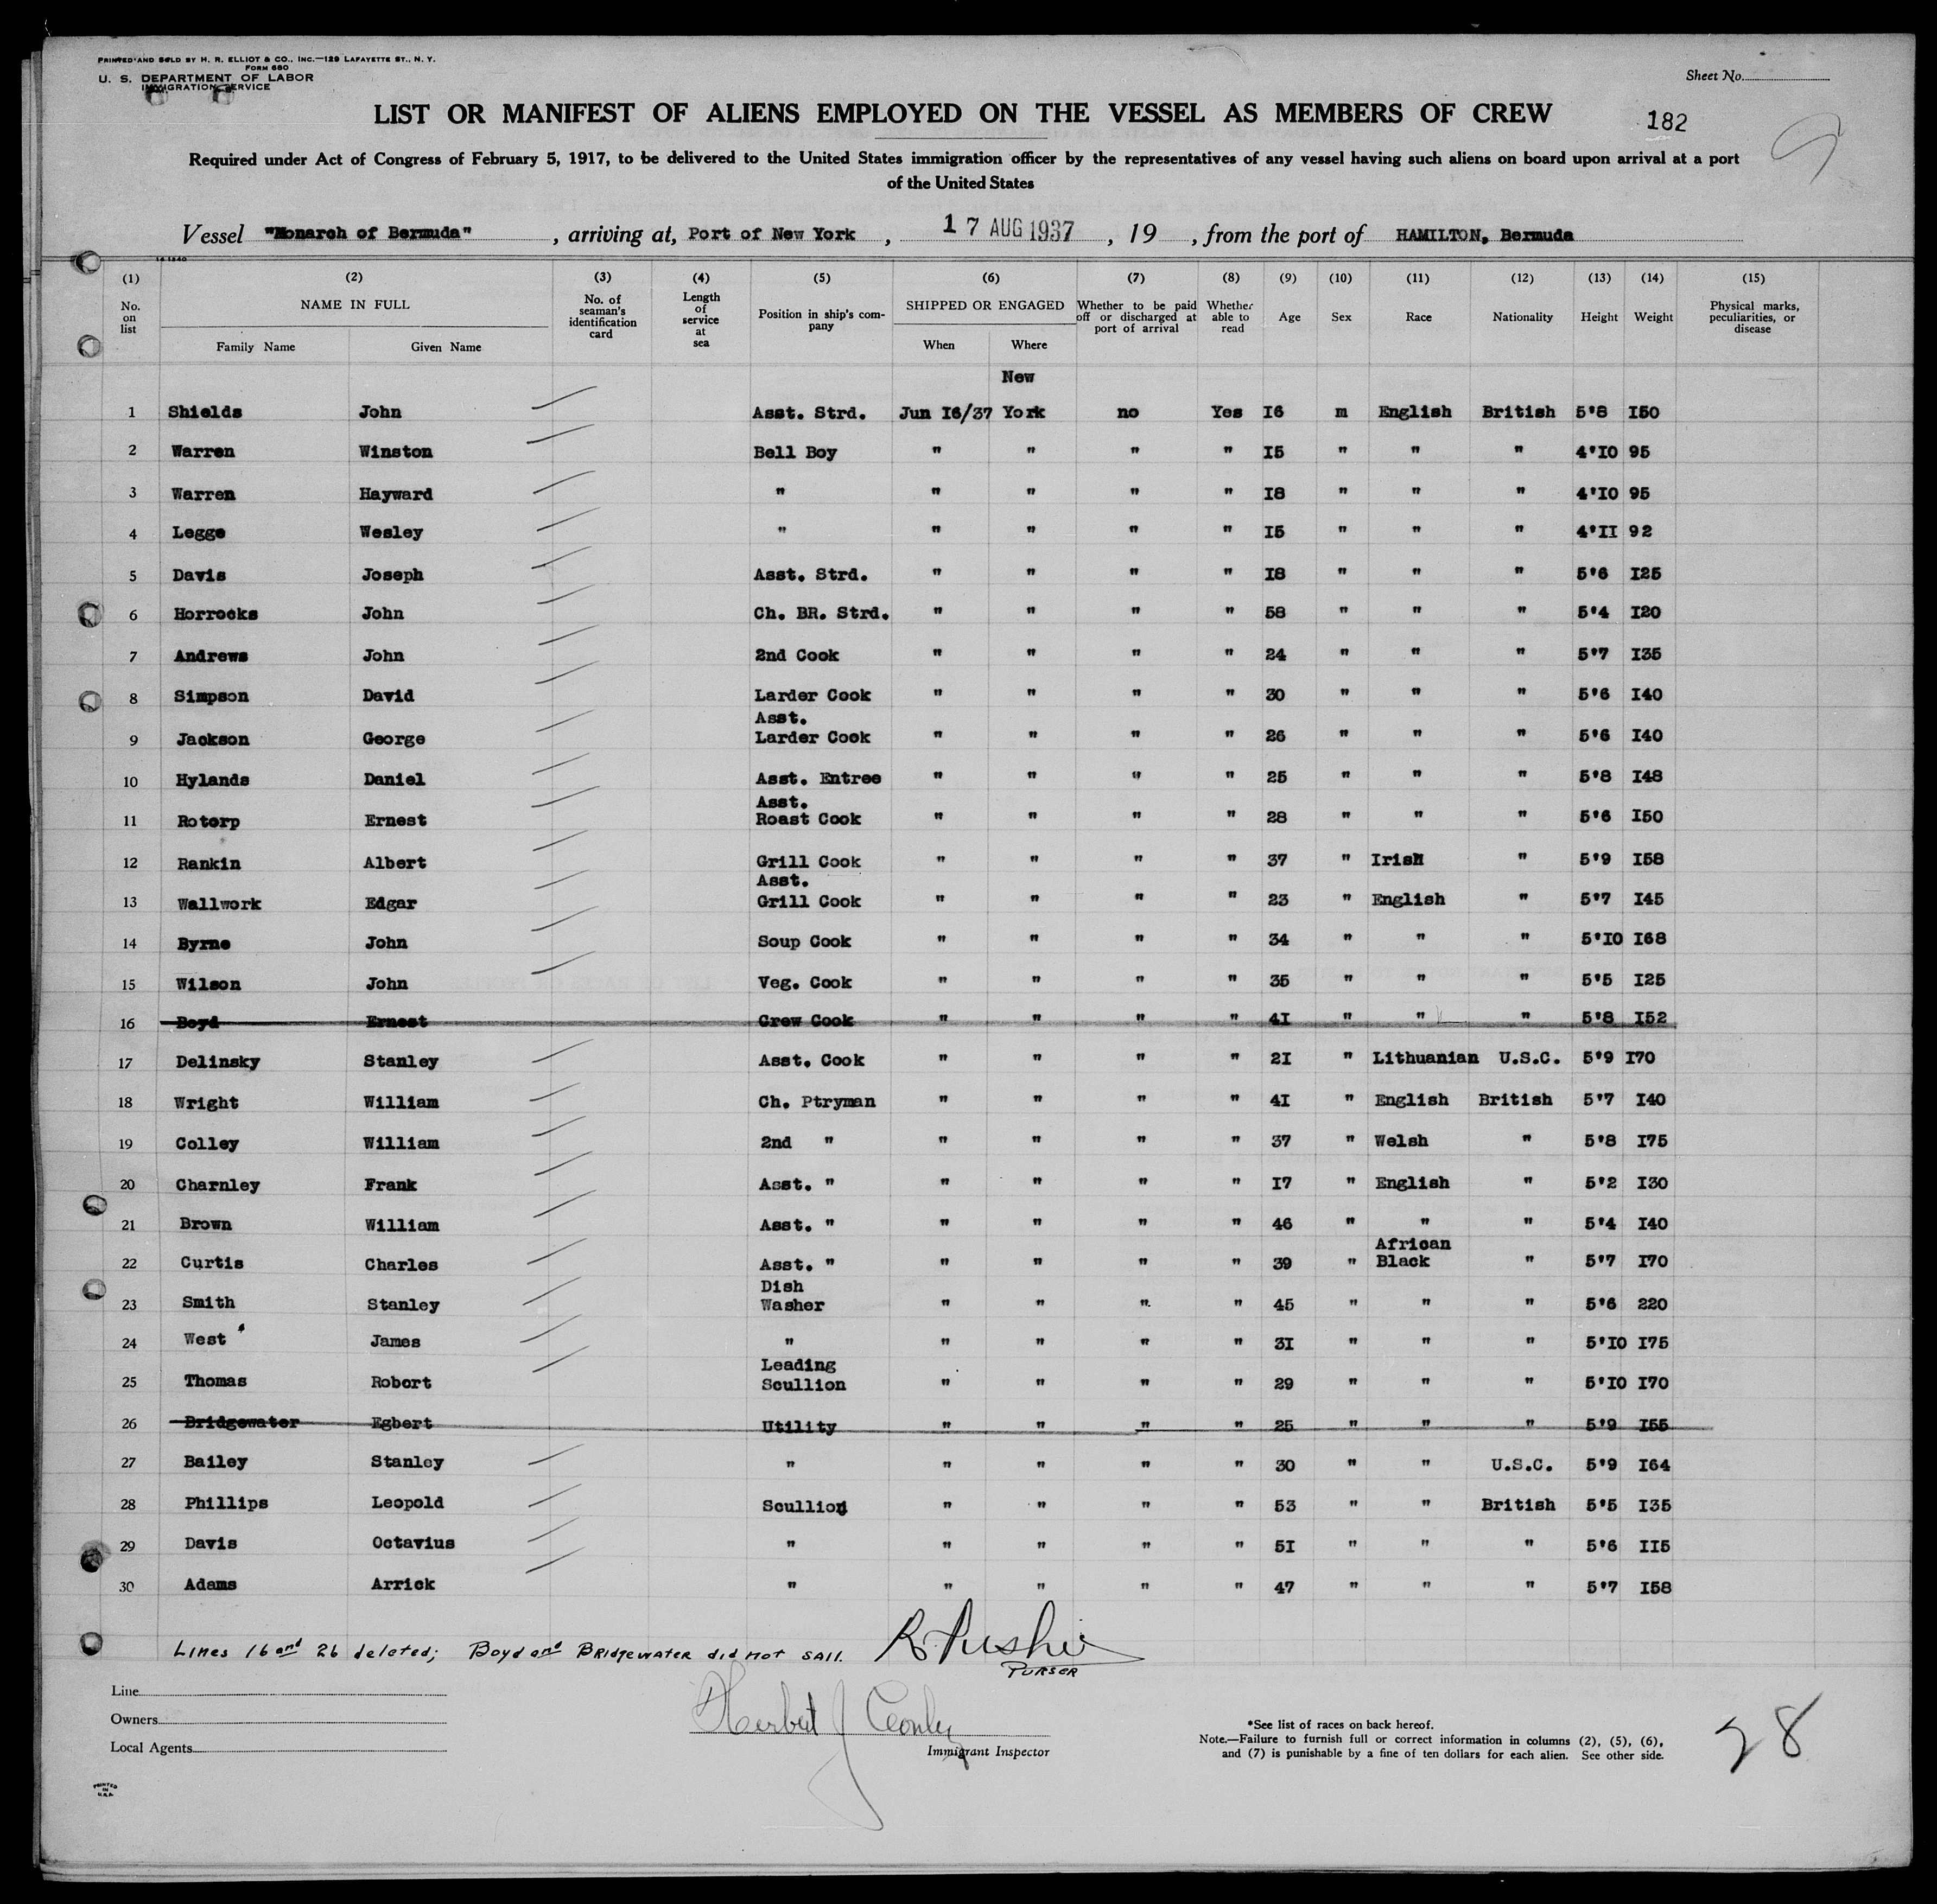 PRINTED AND SOLD BY H. R. ELLIOT & CO., INC.—129 LAFAYETTE ST., N. Y.
FORM 680
U. S. DEPARTMENT OF LABOR
IMMIGRATION SERVICE
Sheet No.
LIST OR MANIFEST OF ALIENS EMPLOYED ON THE VESSEL AS MEMBERS OF CREW
182
Required under Act of Congress of February 5, 1917, to be delivered to the United States immigration officer by the representatives of any vessel having such aliens on board upon arrival at a port
of the United States
Vessel "Monarch of Bermuda" , arriving at, Port of New York , 17 AUG 1937 , 19 , from the port of HAMILTON, Bermuda
(1) (2) (3) (4) (5) (6) (7) (8) (9) (10) (11) (12) (13) (14) (15)
No. on list NAME IN FULL Family Name Given Name No. of seaman's identification card Length of service at sea Position in ship's company SHIPPED OR ENGAGED When Where Whether to be paid off or discharged at port of arrival Whether able to read Age Sex Race Nationality Height Weight Physical marks, peculiarities, or disease
New
1 Shields John Asst. Strd. Jun I6/37 York no Yes I6 m English British 5'8 I50
2 Warren Winston Bell Boy " " " " I5 " " " 4'IO 95
3 Warren Hayward " " " " " I8 " " " 4'IO 95
4 Legge Wesley " " " " " I5 " " " 4'II 92
5 Davis Joseph Asst. Strd. " " " " I8 " " " 5'6 I25
6 Horrocks John Ch. BR. Strd. " " " " 58 " " " 5'4 I20
7 Andrews John 2nd Cook " " " " 24 " " " 5'7 I35
8 Simpson David Larder Cook " " " " 30 " " " 5'6 I40
Asst.
9 Jackson George Larder Cook " " " " 26 " " " 5'6 I40
10 Hylands Daniel Asst. Entree " " " " 25 " " " 5'8 I48
Asst.
11 Rotorp Ernest Roast Cook " " " " 28 " " " 5'6 I50
12 Rankin Albert Grill Cook " " " " 37 " Irish " 5'9 I58
Asst.
13 Wallwork Edgar Grill Cook " " " " 23 " English " 5'7 I45
14 Byrne John Soup Cook " " " " 34 " " " 5'IO I68
15 Wilson John Veg. Cook " " " " 35 " " " 5'5 I25
16 Boyd Ernest Crew Cook " " " " 4I " " " 5'8 I52
17 Delinsky Stanley Asst. Cook " " " " 2I " Lithuanian U.S.C. 5'9 I70
18 Wright William Ch. Ptryman " " " " 4I " English British 5'7 I40
19 Colley William 2nd " " " " " 37 " Welsh " 5'8 I75
20 Charnley Frank Asst. " " " " " I7 " English " 5'2 I30
21 Brown William Asst. " " " " " 46 " " " 5'4 I40
African
22 Curtis Charles Asst. " " " " " 39 " Black " 5'7 I70
Dish
23 Smith Stanley Washer " " " " 45 " " " 5'6 220
24 West James " " " " " 3I " " " 5'IO I75
Leading
25 Thomas Robert Scullion " " " " 29 " " " 5'IO I70
26 Bridgewater Egbert Utility " " " " 25 " " " 5'9 I55
27 Bailey Stanley " " " " " 30 " " U.S.C. 5'9 I64
28 Phillips Leopold Scullion " " " " 53 " " British 5'5 I35
29 Davis Octavius " " " " " 5I " " " 5'6 II5
30 Adams Arrick " " " " " 47 " " " 5'7 I58
Lines 16 and 26 deleted; Boyd and Bridgewater did not sail.
PURSER
Line
Owners
Local Agents
Herbert J
Immigrant Inspector
*See list of races on back hereof.
Note.—Failure to furnish full or correct information in columns (2), (5), (6),
and (7) is punishable by a fine of ten dollars for each alien. See other side.
28
PRINTED
IN
U.S.A.